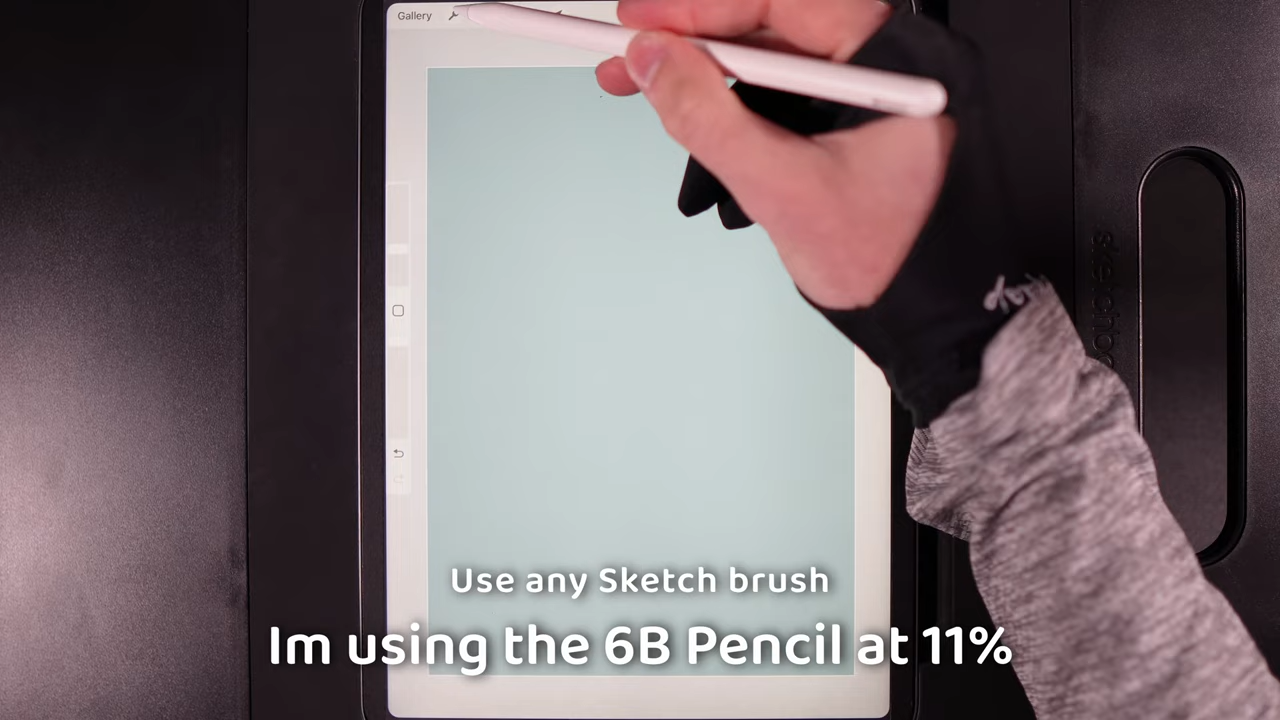 Gallery
Use any Sketch brush
Im using the 6B Pencil at 11%